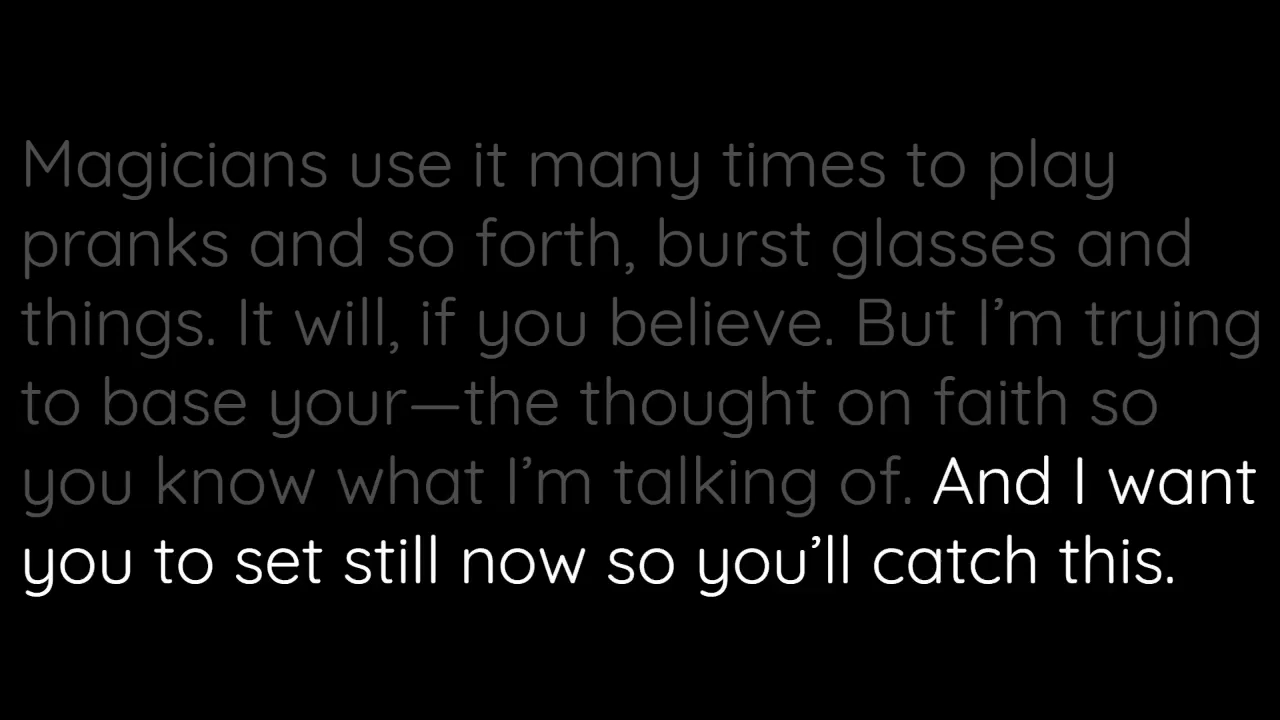 Magicians use it many times to play
pranks and so forth, burst glasses and
things. It will, if you believe. But I’m trying
to base your—the thought on faith so
you know what I’m talking of. And I want
you to set still now so you’ll catch this.